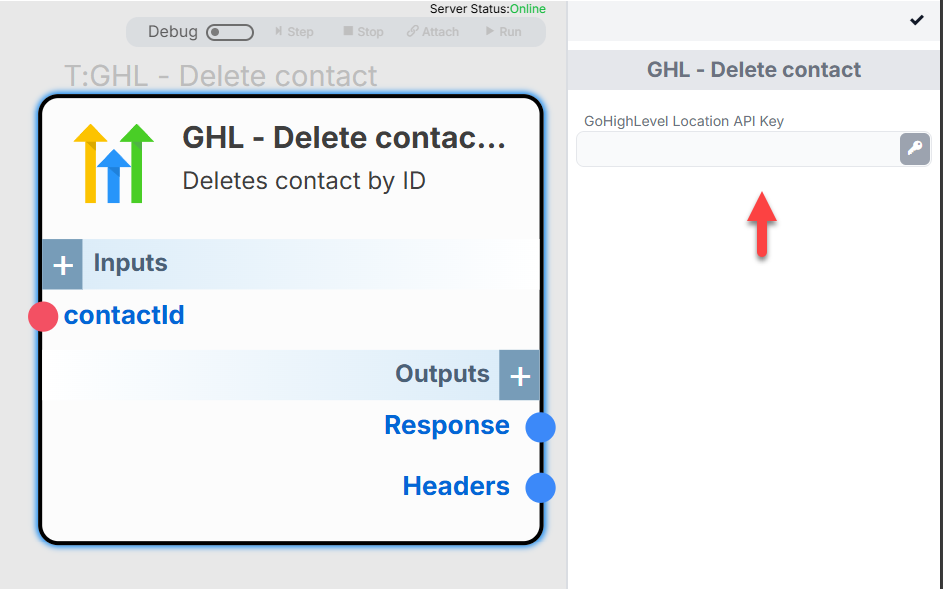 Server Status:Online
Debug Step Stop Attach Run
T:GHL - Delete contact
GHL - Delete contac...
Deletes contact by ID
+ Inputs
contactId
Outputs +
Response
Headers
GHL - Delete contact
GoHighLevel Location API Key